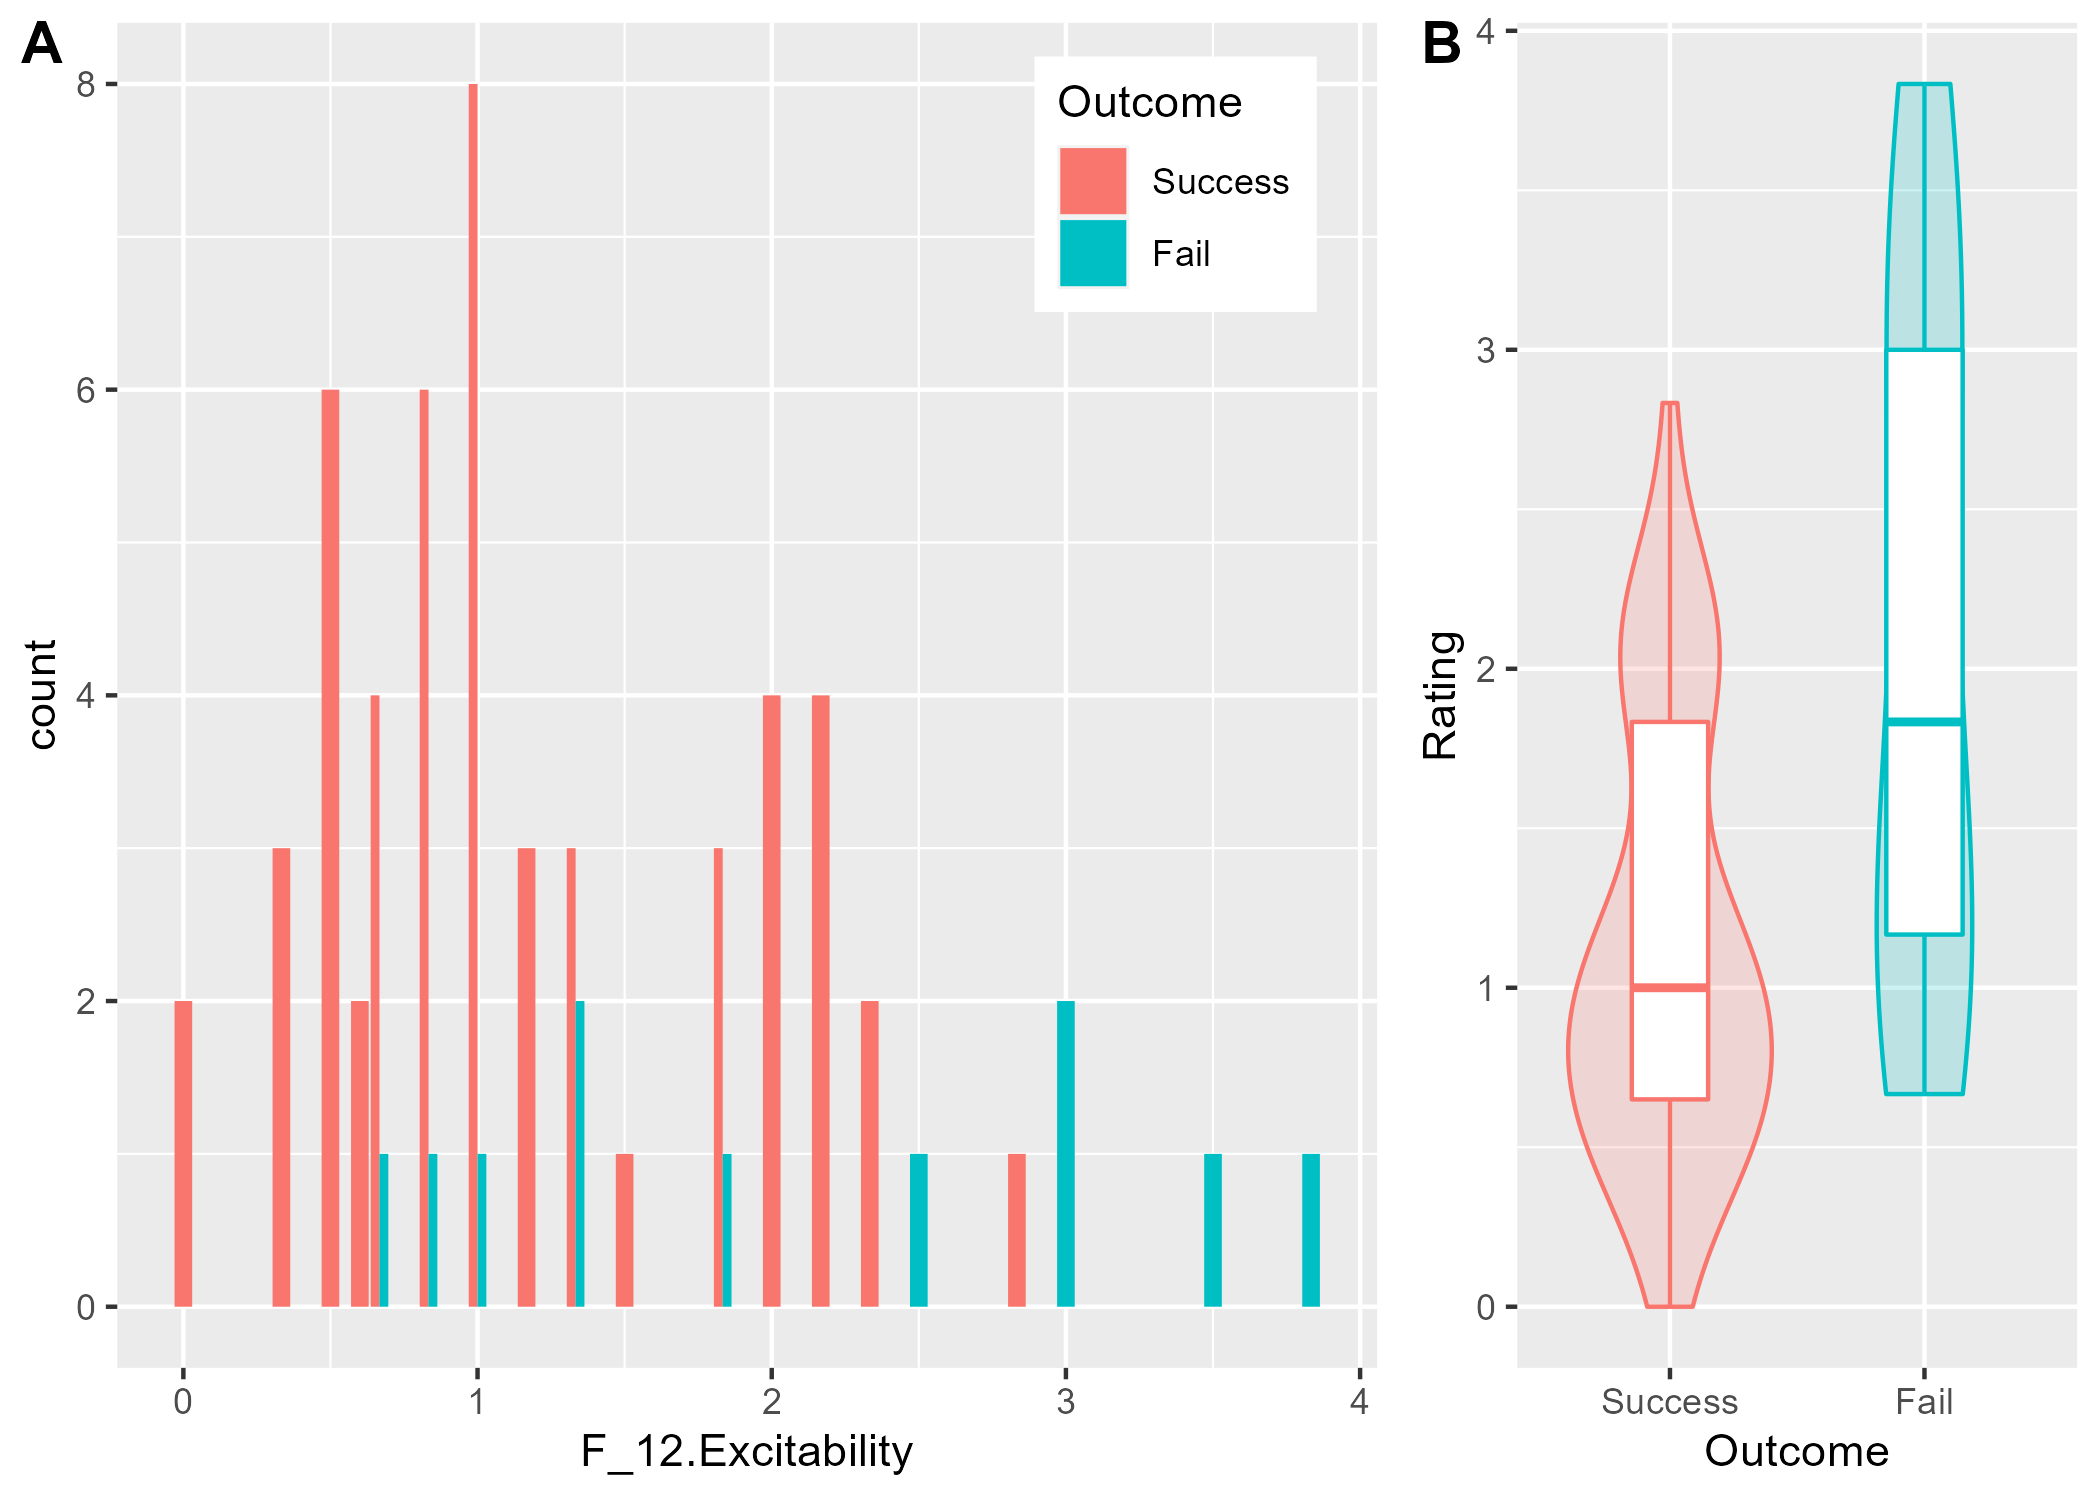 A
8
6
4
2
0
count
0 1 2 3 4
F_12.Excitability
Outcome
Success
Fail
B
4
3
2
1
0
Rating
Success Fail
Outcome